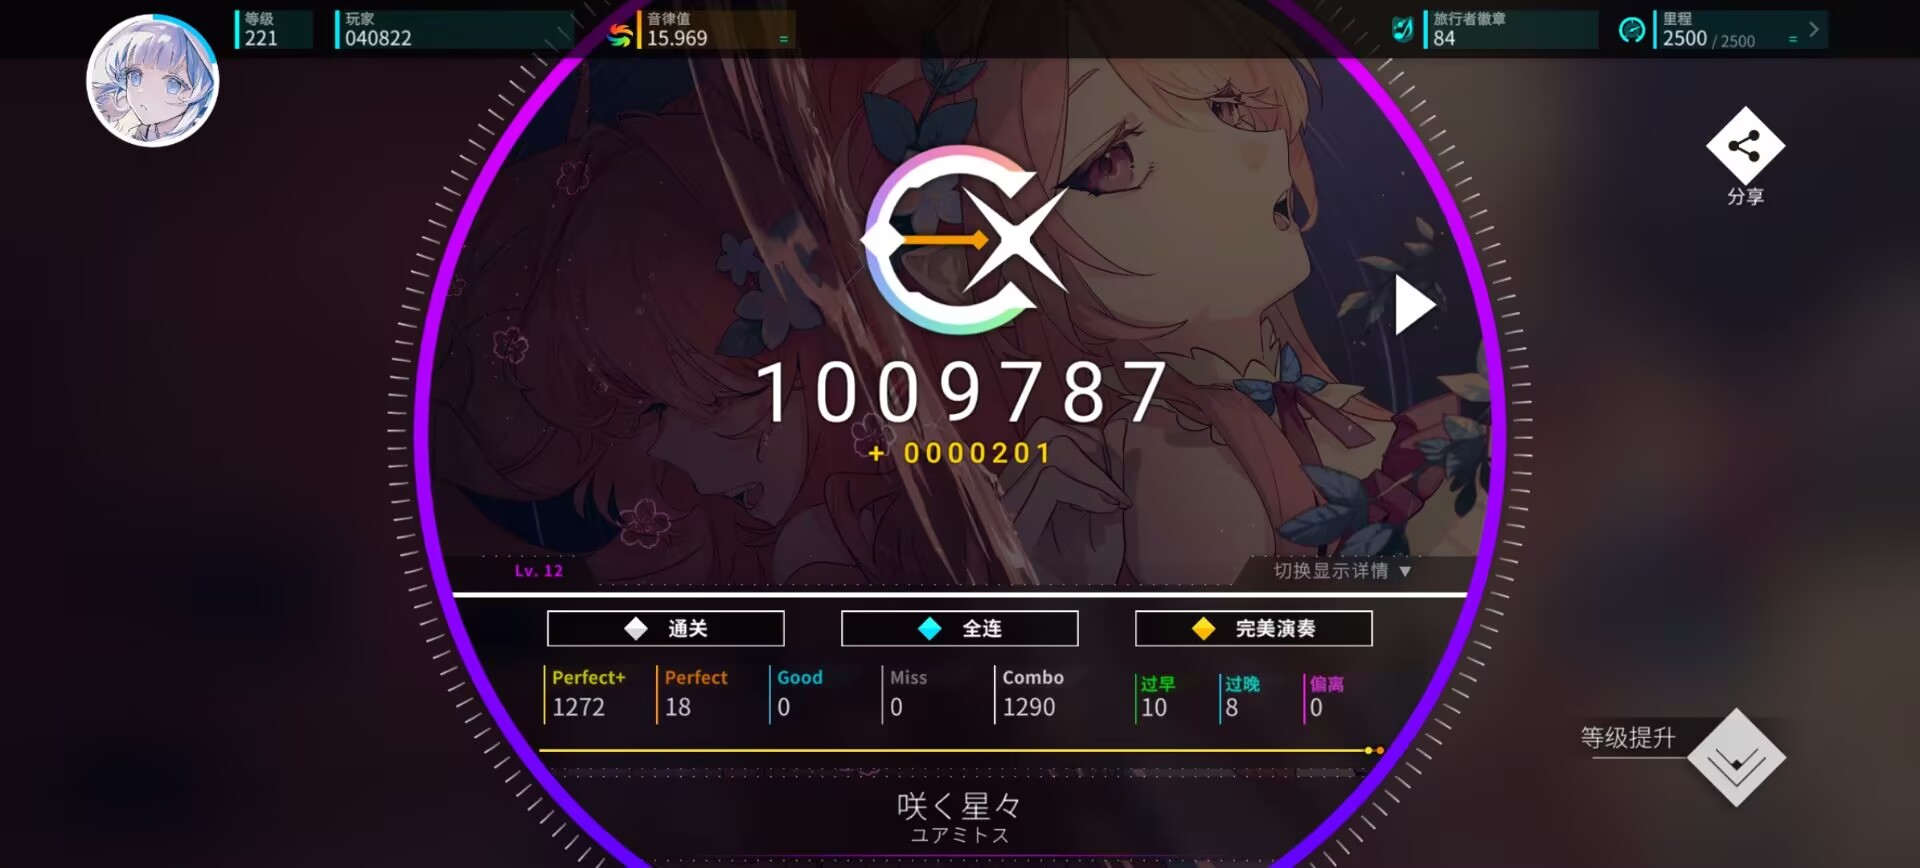 等级
221
玩家
040822
音律值
15.969 =
旅行者徽章
84
里程
2500 / 2500 =
分享
1009787
+ 0000201
Lv. 12
切换显示详情 ▼
通关
全连
完美演奏
Perfect+ Perfect Good Miss Combo 过早 过晚 偏离
1272 18 0 0 1290 10 8 0
等级提升
咲く星々
ユアミトス